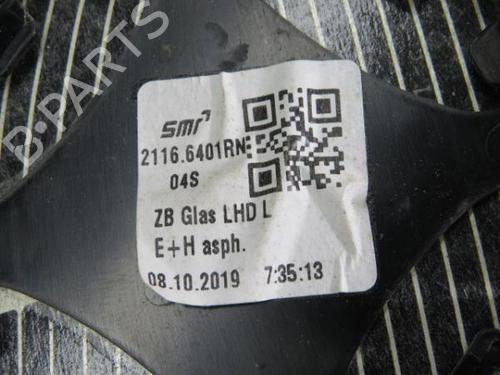 B-PARTS
smr
2116.6401RN
04S
ZB Glas LHD L
E+H asph.
08.10.2019 7:35:13